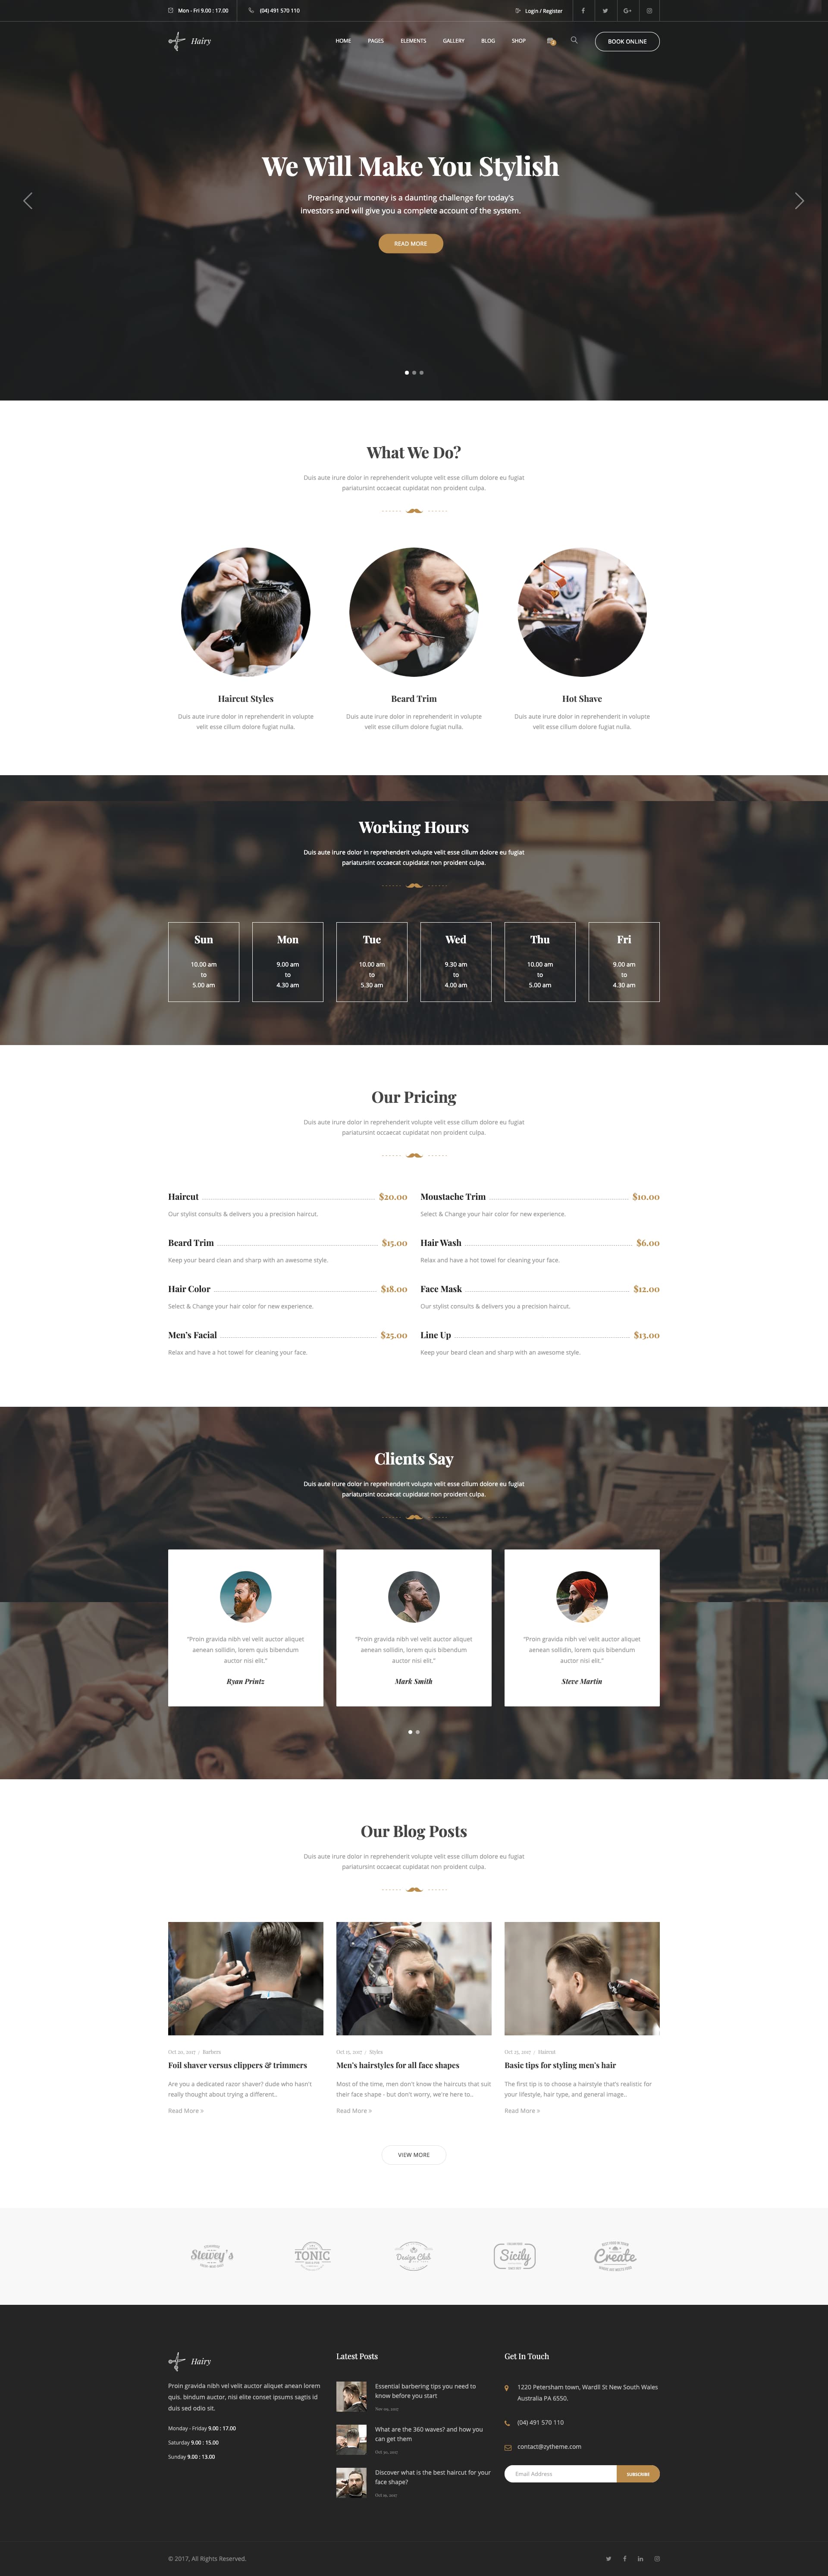 Mon - Fri 9.00 : 17.00
(04) 491 570 110
Login / Register
Hairy
HOME
PAGES
ELEMENTS
GALLERY
BLOG
SHOP
BOOK ONLINE
We Will Make You Stylish
Preparing your money is a daunting challenge for today's
investors and will give you a complete account of the system.
READ MORE
What We Do?
Duis aute irure dolor in reprehenderit volupte velit esse cillum dolore eu fugiat
pariatursint occaecat cupidatat non proident culpa.
Haircut Styles
Duis aute irure dolor in reprehenderit in volupte
velit esse cillum dolore fugiat nulla.
Beard Trim
Duis aute irure dolor in reprehenderit in volupte
velit esse cillum dolore fugiat nulla.
Hot Shave
Duis aute irure dolor in reprehenderit in volupte
velit esse cillum dolore fugiat nulla.
Working Hours
Duis aute irure dolor in reprehenderit volupte velit esse cillum dolore eu fugiat
pariatursint occaecat cupidatat non proident culpa.
Sun
10.00 am
to
5.00 am
Mon
9.00 am
to
4.30 am
Tue
10.00 am
to
5.30 am
Wed
9.30 am
to
4.00 am
Thu
10.00 am
to
5.00 am
Fri
9.00 am
to
4.30 am
Our Pricing
Duis aute irure dolor in reprehenderit volupte velit esse cillum dolore eu fugiat
pariatursint occaecat cupidatat non proident culpa.
Haircut $20.00
Our stylist consults & delivers you a precision haircut.
Moustache Trim $10.00
Select & Change your hair color for new experience.
Beard Trim $15.00
Keep your beard clean and sharp with an awesome style.
Hair Wash $6.00
Relax and have a hot towel for cleaning your face.
Hair Color $18.00
Select & Change your hair color for new experience.
Face Mask $12.00
Our stylist consults & delivers you a precision haircut.
Men's Facial $25.00
Relax and have a hot towel for cleaning your face.
Line Up $13.00
Keep your beard clean and sharp with an awesome style.
Clients Say
Duis aute irure dolor in reprehenderit volupte velit esse cillum dolore eu fugiat
pariatursint occaecat cupidatat non proident culpa.
"Proin gravida nibh vel velit auctor aliquet
aenean sollidin, lorem quis bibendum
auctor nisi elit."
Ryan Printz
"Proin gravida nibh vel velit auctor aliquet
aenean sollidin, lorem quis bibendum
auctor nisi elit."
Mark Smith
"Proin gravida nibh vel velit auctor aliquet
aenean sollidin, lorem quis bibendum
auctor nisi elit."
Steve Martin
Our Blog Posts
Duis aute irure dolor in reprehenderit volupte velit esse cillum dolore eu fugiat
pariatursint occaecat cupidatat non proident culpa.
Oct 20, 2017 / Barbers
Foil shaver versus clippers & trimmers
Are you a dedicated razor shaver? dude who hasn't
really thought about trying a different..
Read More »
Oct 15, 2017 / Styles
Men's hairstyles for all face shapes
Most of the time, men don't know the haircuts that suit
their face shape - but don't worry, we're here to..
Read More »
Oct 12, 2017 / Haircut
Basic tips for styling men's hair
The first tip is to choose a hairstyle that's realistic for
your lifestyle, hair type, and general image..
Read More »
VIEW MORE
Stewey's
TONIC
Design Club
Sicily
Create
Hairy
Proin gravida nibh vel velit auctor aliquet anean lorem
quis. bindum auctor, nisi elite conset ipsums sagtis id
duis sed odio sit.
Monday - Friday 9.00 : 17.00
Saturday 9.00 : 15.00
Sunday 9.00 : 13.00
Latest Posts
Essential barbering tips you need to
know before you start
What are the 360 waves? and how you
can get them
Oct 20, 2017
Discover what is the best haircut for your
face shape?
Get In Touch
1220 Petersham town, Wardll St New South Wales
Australia PA 6550.
(04) 491 570 110
contact@zytheme.com
Email Address
SUBSCRIBE
© 2017, All Rights Reserved.